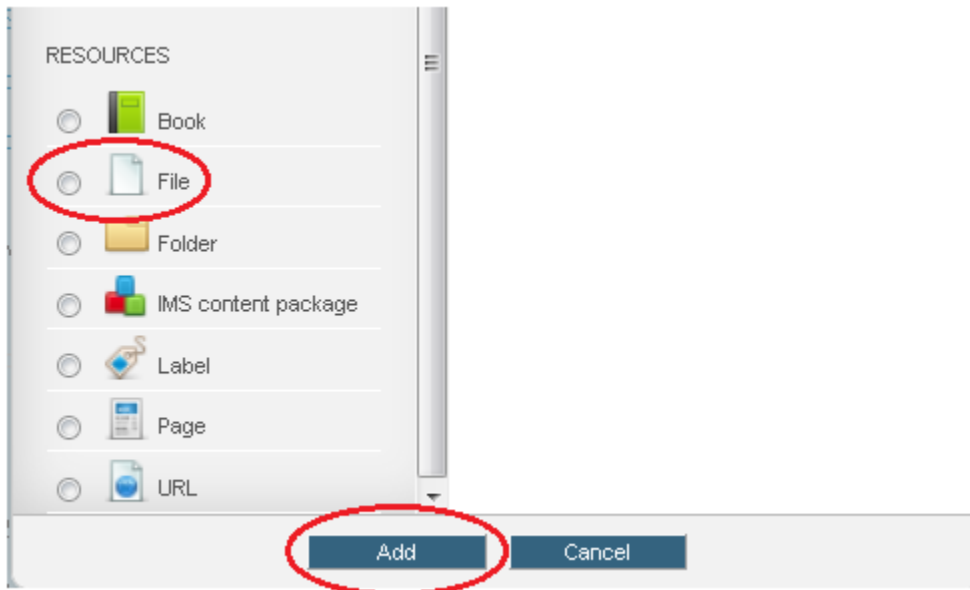 RESOURCES
Book
File
Folder
IMS content package
Label
Page
URL
Add Cancel